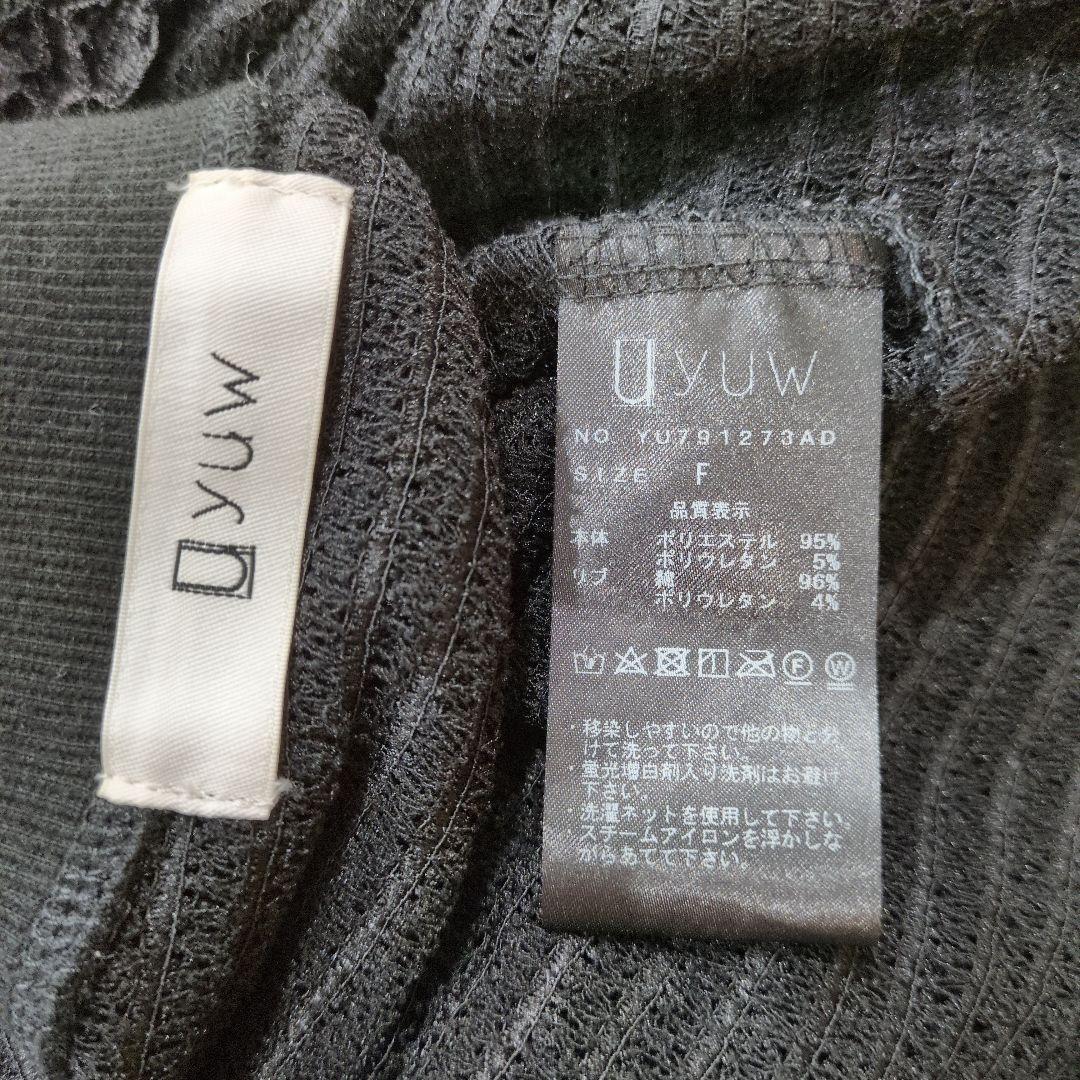 yuw
yuw
NO YU791273AD
SIZE F
品質表示
本体 ポリエステル 95%
ポリウレタン 5%
リブ 綿 96%
ポリウレタン 4%
F W
・移染しやすいので他の物とわ
けて洗って下さい。
・蛍光増白剤入り洗剤はお避け
下さい。
・洗濯ネットを使用して下さい。
・スチームアイロンを浮かしな
がらあてて下さい。